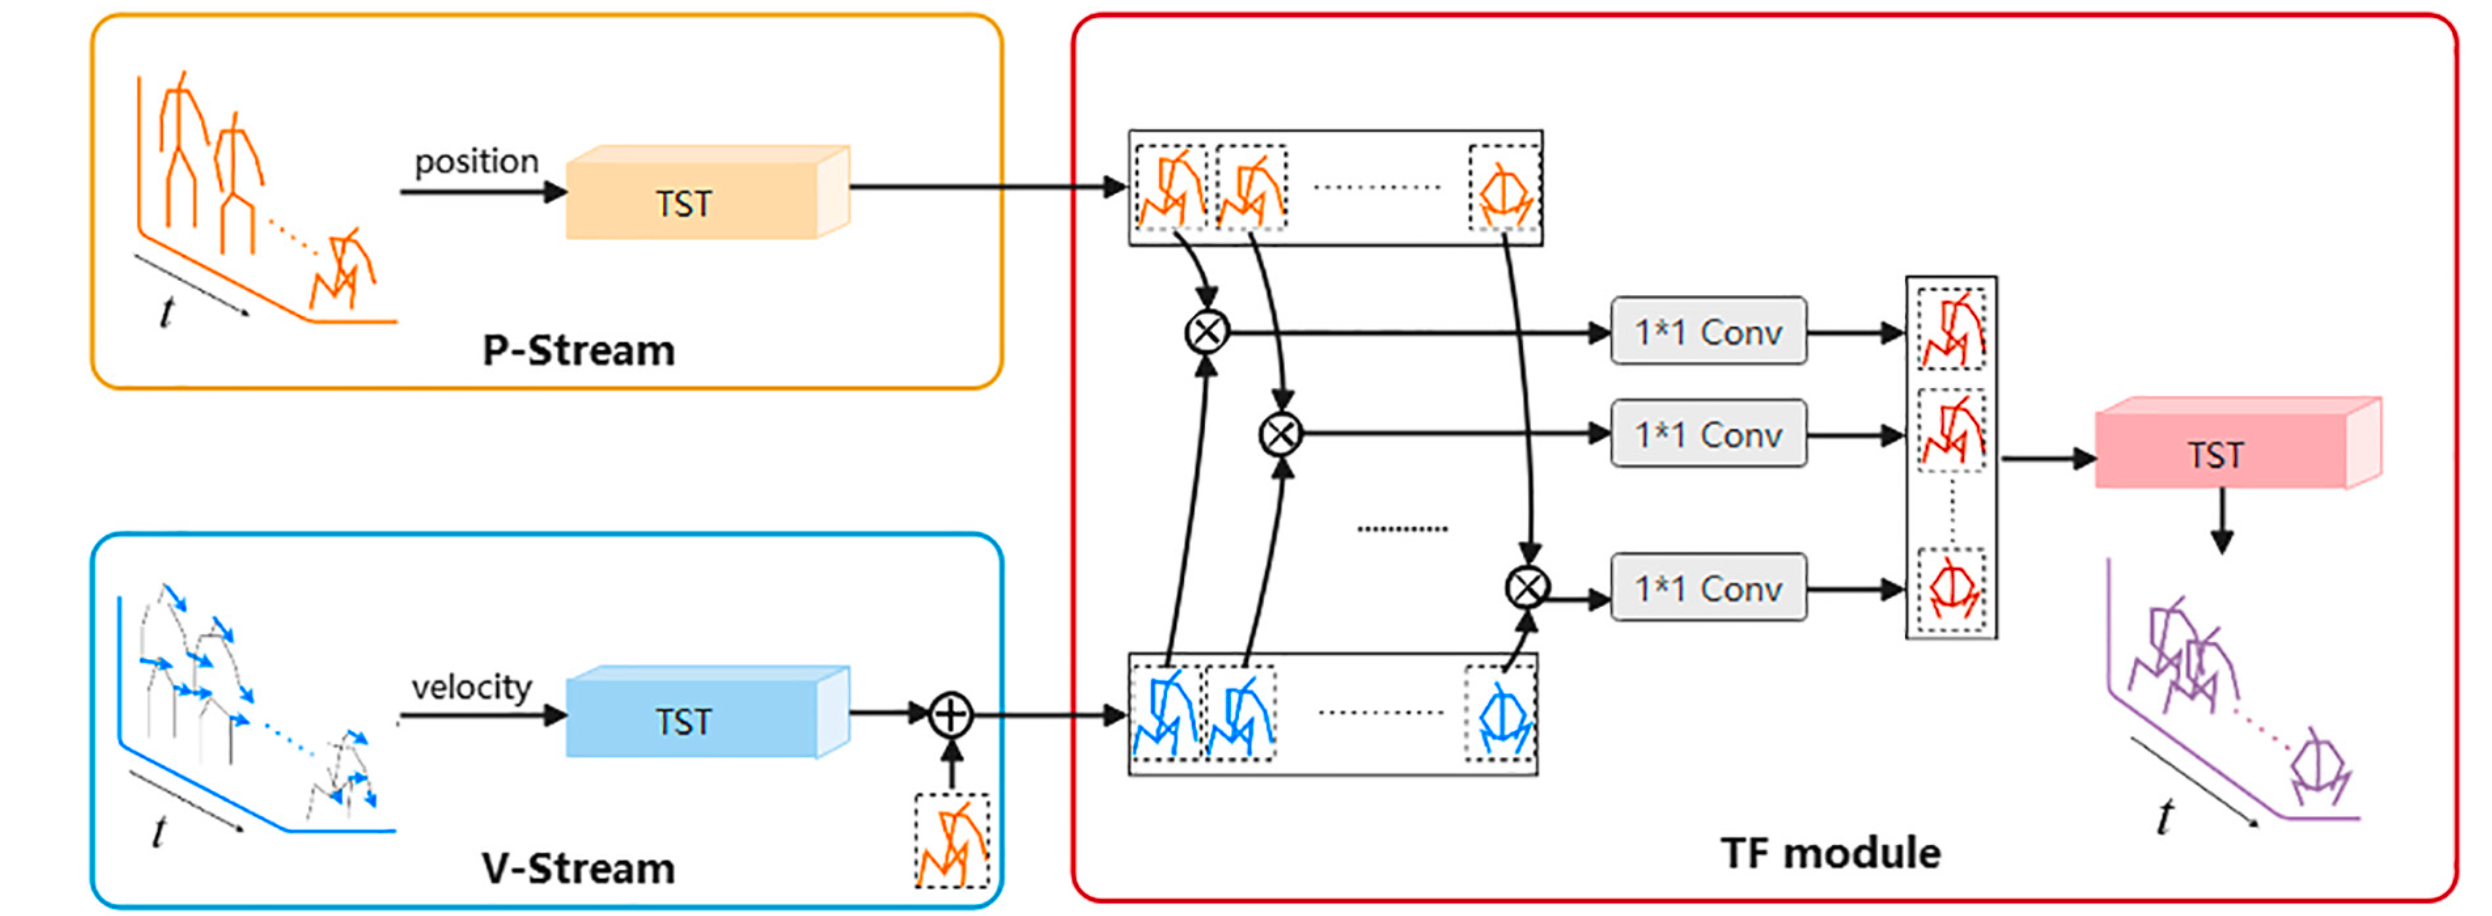 position
TST
t
P-Stream
velocity
TST
t
V-Stream
1*1 Conv
1*1 Conv
1*1 Conv
TST
t
TF module